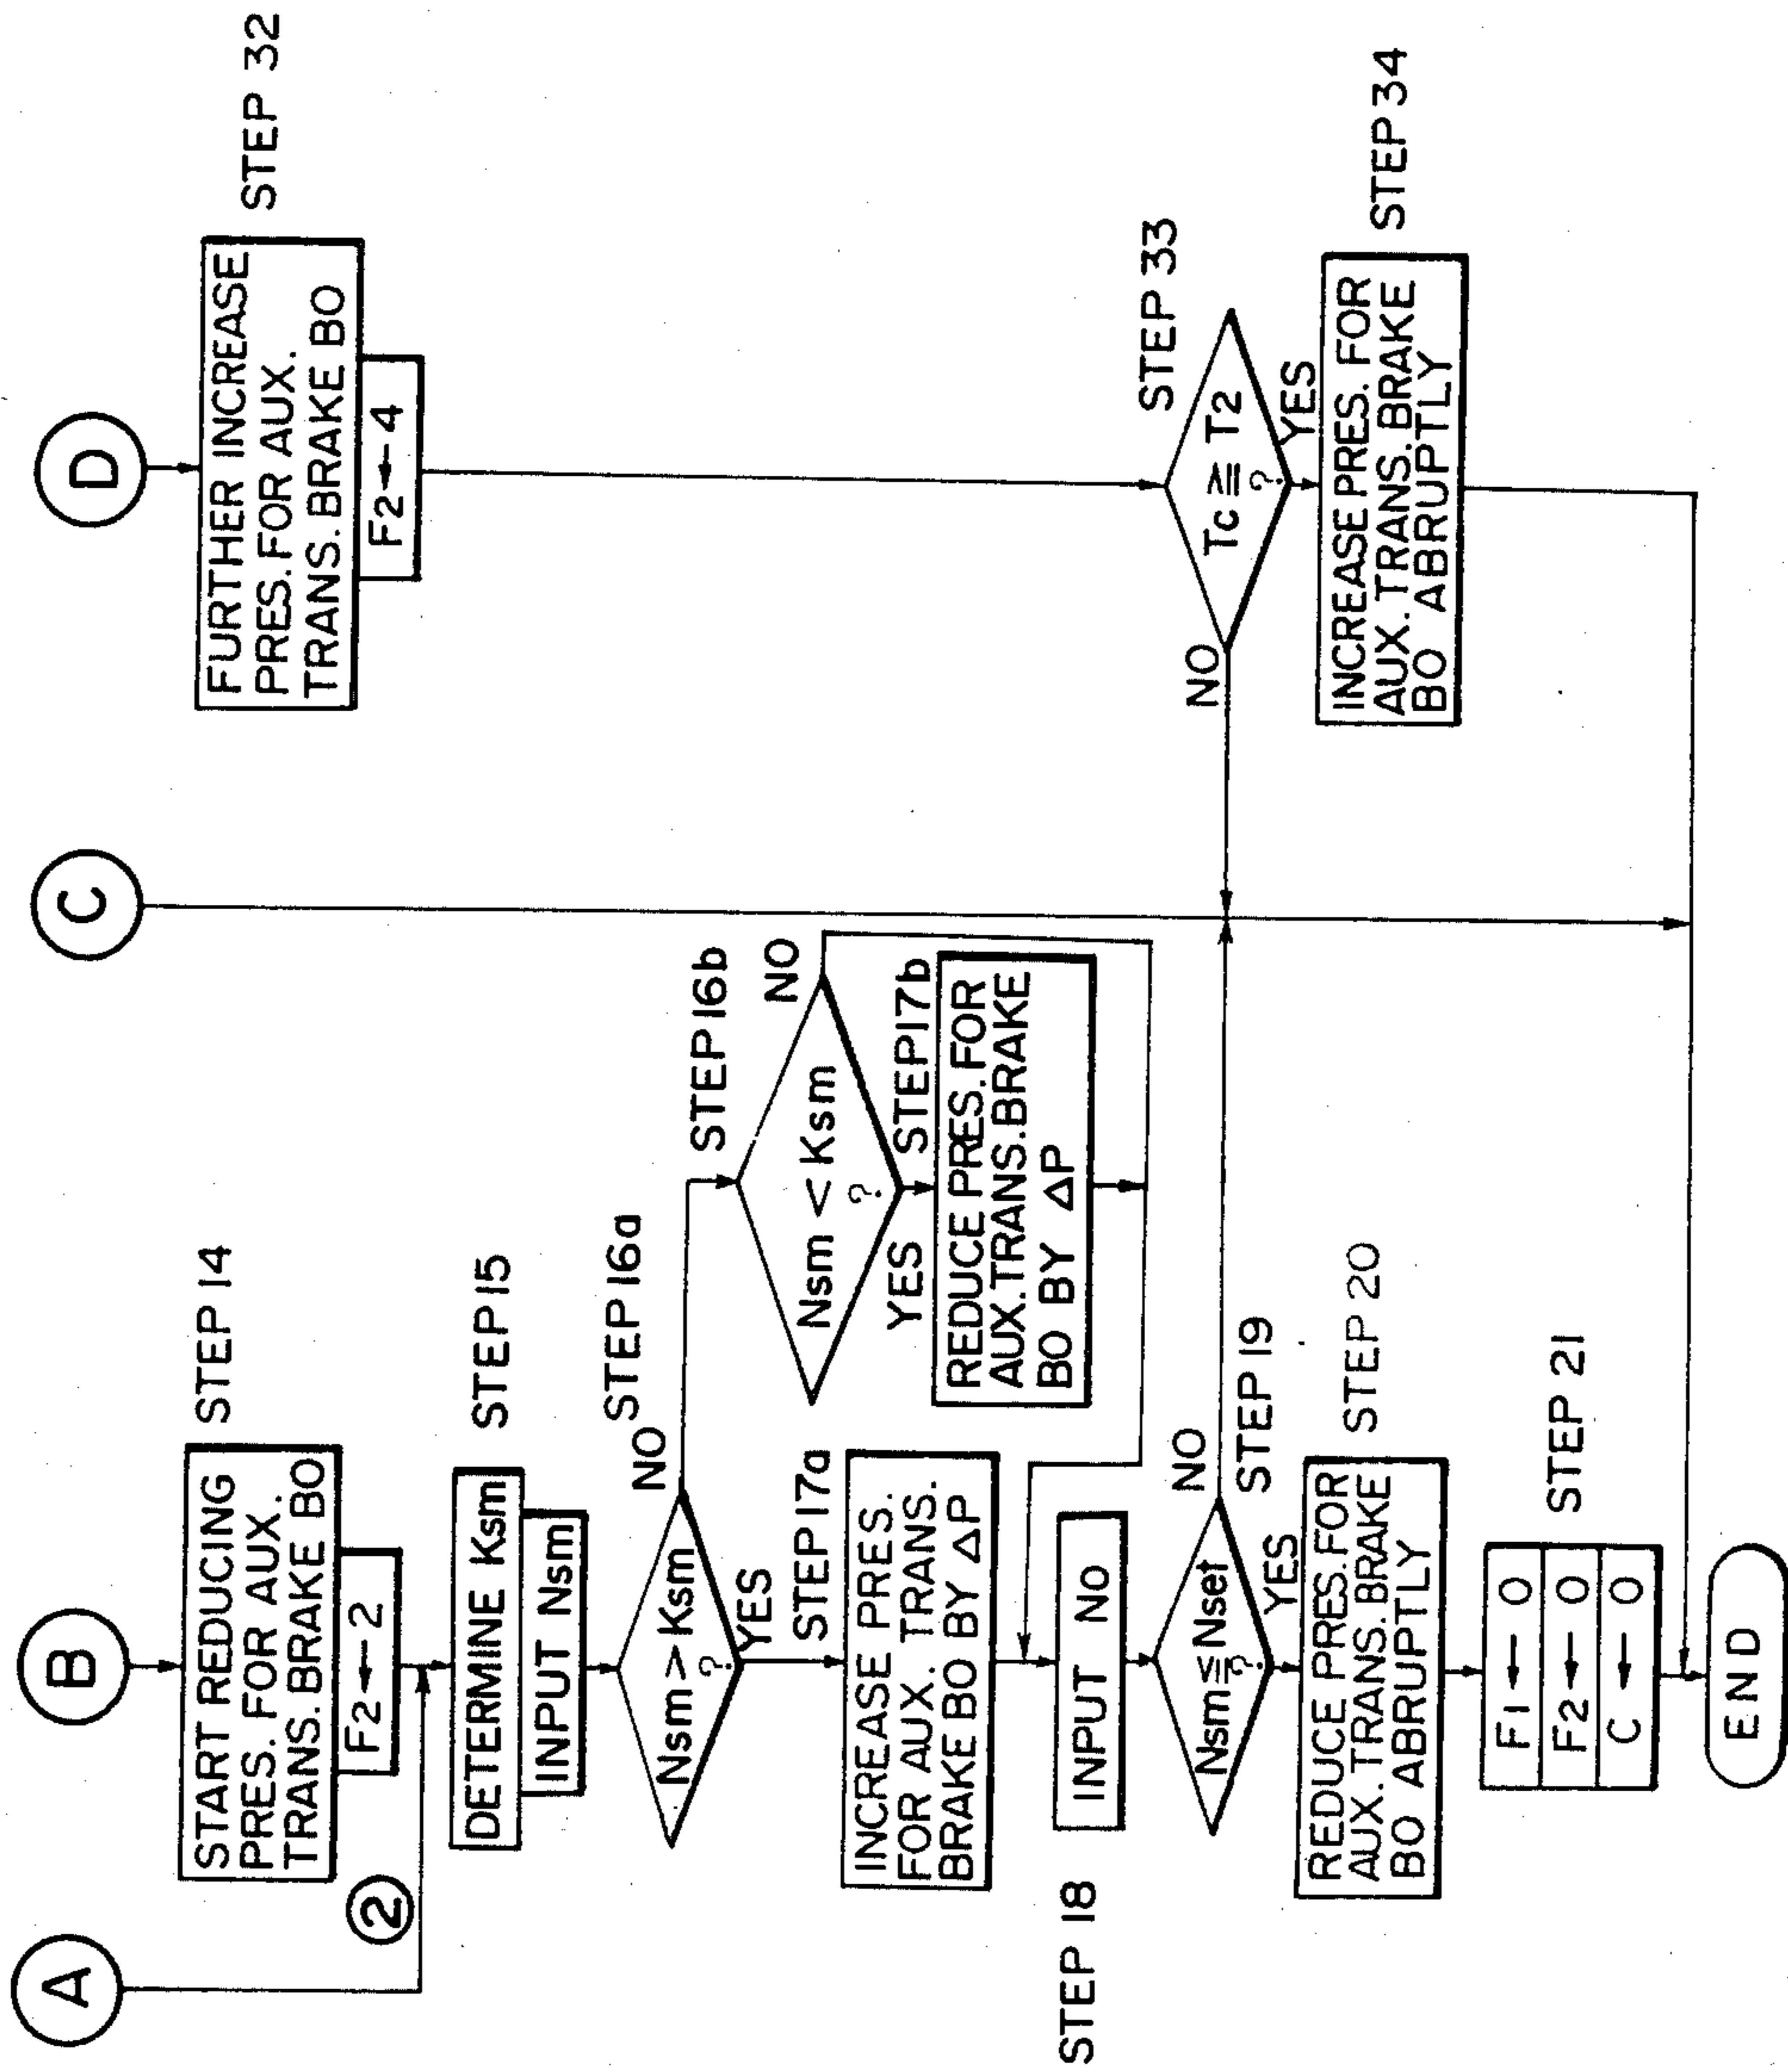 A
B
C
D
START REDUCING
PRES. FOR AUX.
TRANS. BRAKE BO
STEP 14
F2←2
2
DETERMINE Ksm
STEP 15
INPUT Nsm
Nsm > Ksm
?
STEP 16a
NO
YES
STEP 17a
INCREASE PRES.
FOR AUX. TRANS.
BRAKE BO BY ΔP
STEP 16b
Nsm < Ksm
?
NO
YES
STEP 17b
REDUCE PRES. FOR
AUX. TRANS. BRAKE
BO BY ΔP
STEP 18
INPUT NO
Nsm ≦ Nset
?
NO
STEP 19
YES
REDUCE PRES. FOR
AUX. TRANS. BRAKE
BO ABRUPTLY
STEP 20
F1 ← O
F2 ← O
C ← O
STEP 21
END
FURTHER INCREASE
PRES. FOR AUX.
TRANS. BRAKE BO
STEP 32
F2←4
STEP 33
Tc ≧ T2
?
NO
YES
INCREASE PRES. FOR
AUX. TRANS. BRAKE
BO ABRUPTLY
STEP 34